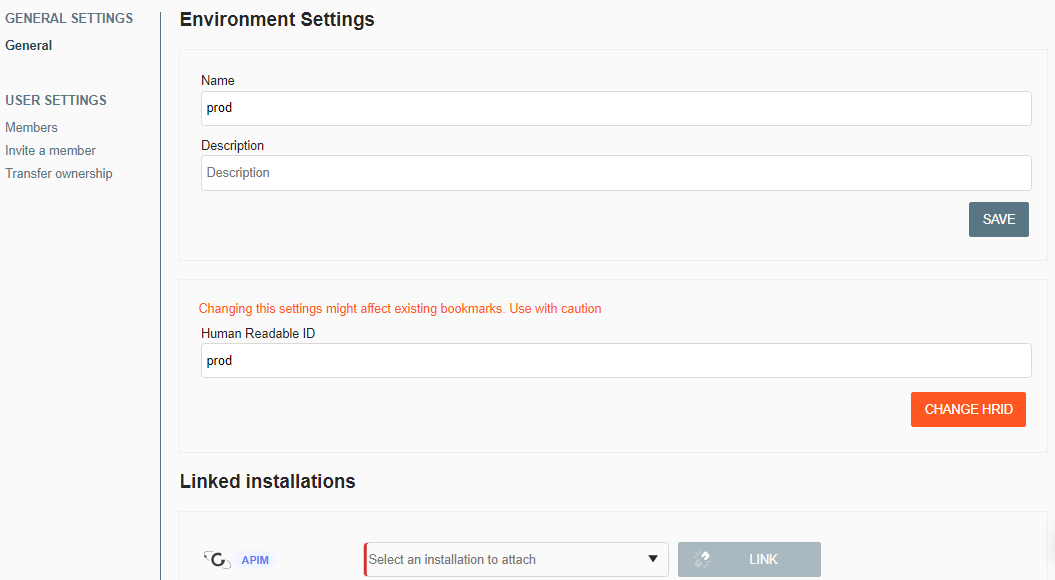 GENERAL SETTINGS
General
USER SETTINGS
Members
Invite a member
Transfer ownership
Environment Settings
Name
prod
Description
Description
SAVE
Changing this settings might affect existing bookmarks. Use with caution
Human Readable ID
prod
CHANGE HRID
Linked installations
APIM
Select an installation to attach
LINK